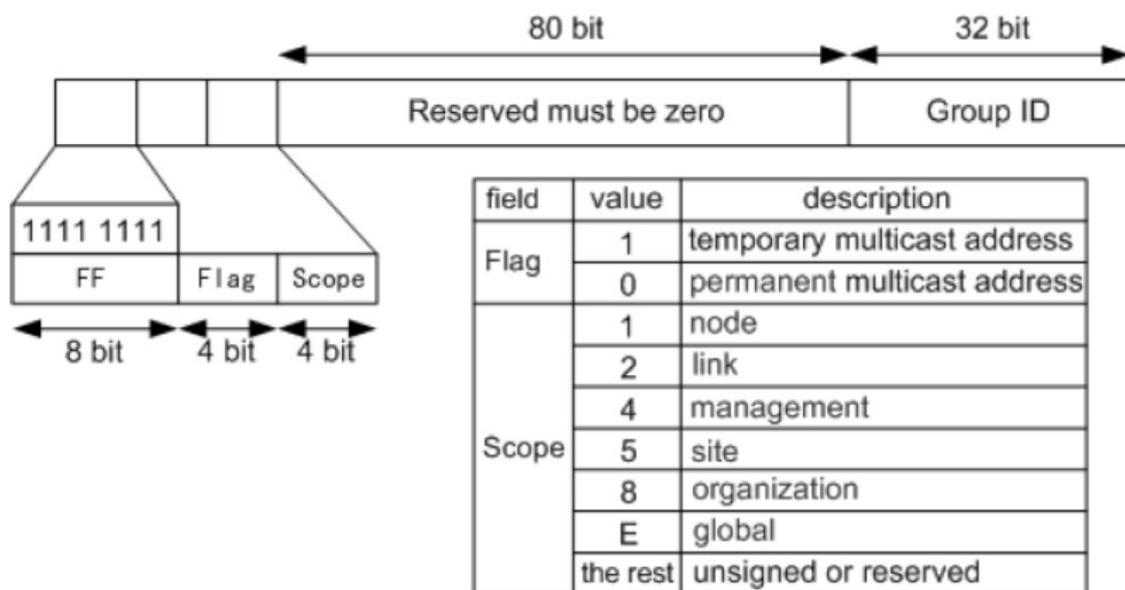 80 bit 32 bit
Reserved must be zero Group ID
1111 1111
FF Flag Scope
8 bit 4 bit 4 bit
field value description
Flag 1 temporary multicast address
0 permanent multicast address
Scope 1 node
2 link
4 management
5 site
8 organization
E global
the rest unsigned or reserved